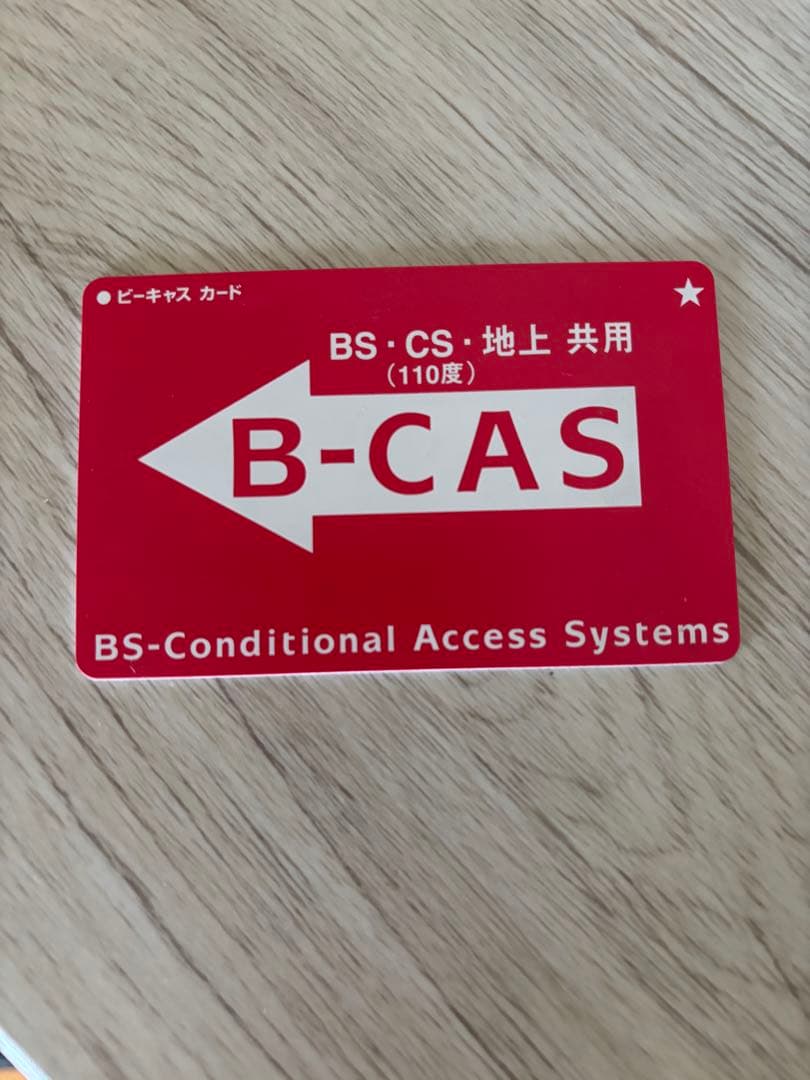 ●ビーキャス カード
★
BS・CS・地上 共用
（110度）
B-CAS
BS-Conditional Access Systems